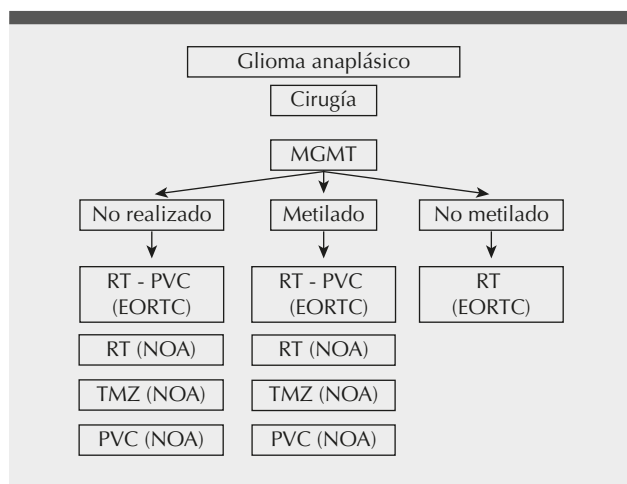 Glioma anaplásico
Cirugía
MGMT
No realizado
Metilado
No metilado
RT - PVC
(EORTC)
RT - PVC
(EORTC)
RT
(EORTC)
RT (NOA)
RT (NOA)
TMZ (NOA)
TMZ (NOA)
PVC (NOA)
PVC (NOA)